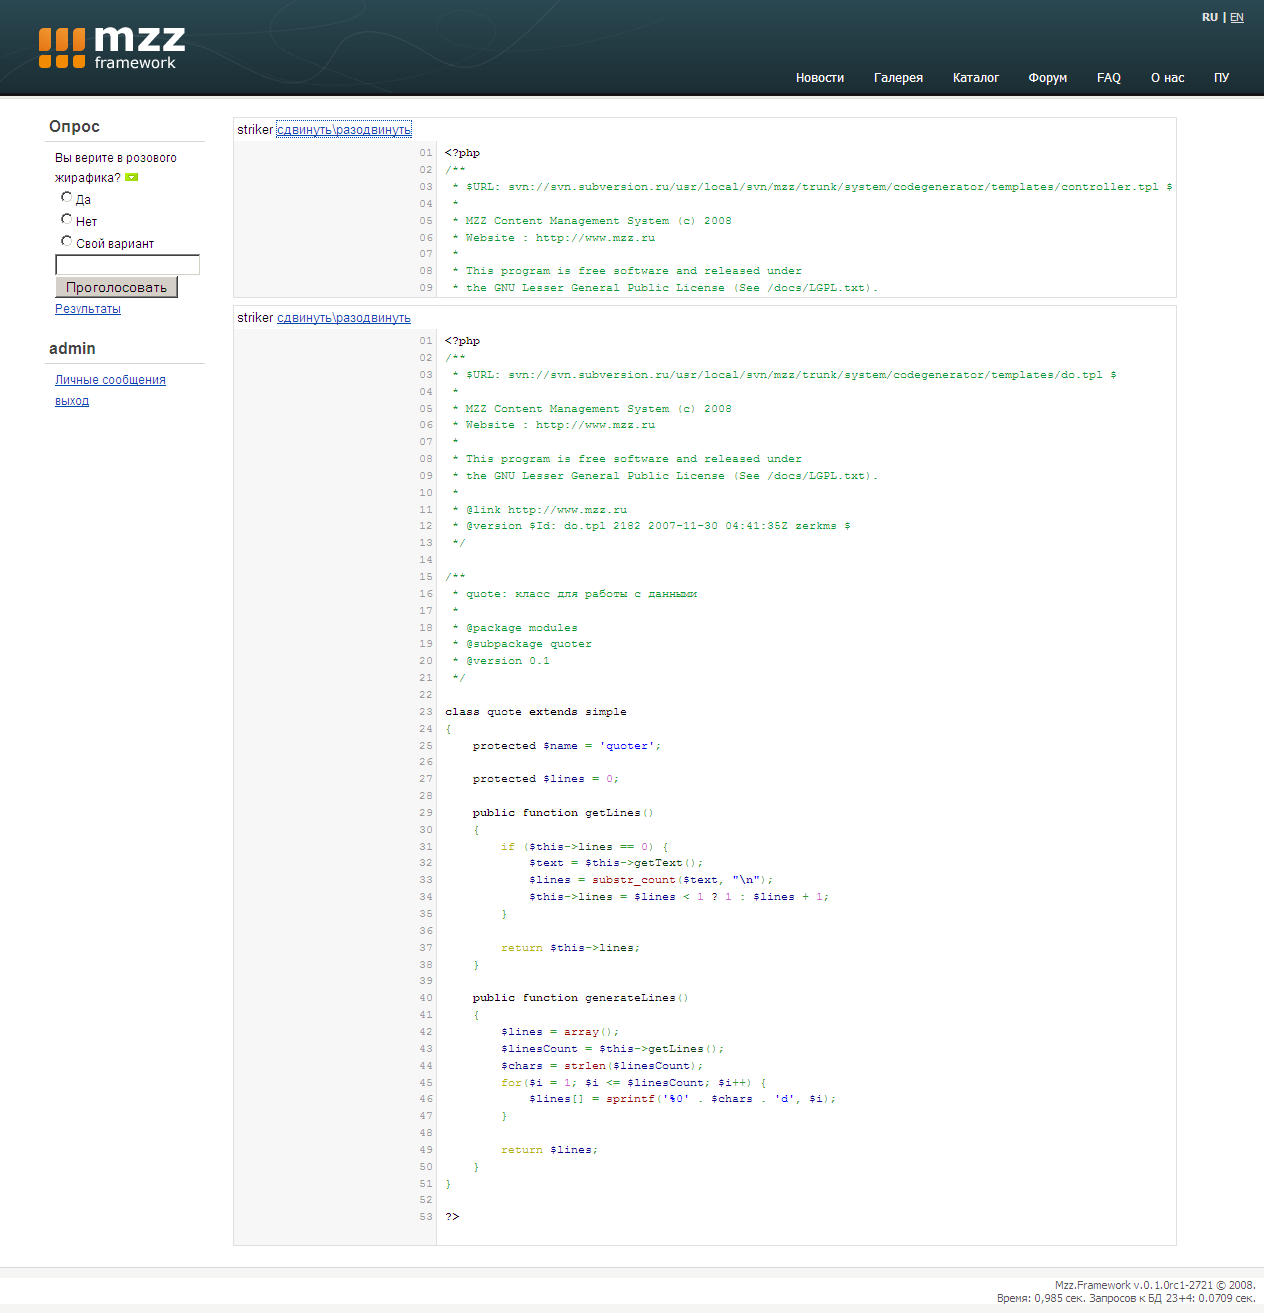 mzz
framework
RU | EN
Новости Галерея Каталог Форум FAQ О нас ПУ
Опрос
Вы верите в розового
жирафика?
Да
Нет
Свой вариант
Проголосовать
Результаты
admin
Личные сообщения
выход
striker сдвинуть\раздвинуть
01 <?php
02 /**
03  * $URL: svn://svn.subversion.ru/usr/local/svn/mzz/trunk/system/codegenerator/templates/controller.tpl $
04  *
05  * MZZ Content Management System (c) 2008
06  * Website : http://www.mzz.ru
07  *
08  * This program is free software and released under
09  * the GNU Lesser General Public License (See /docs/LGPL.txt).
striker сдвинуть\раздвинуть
01 <?php
02 /**
03  * $URL: svn://svn.subversion.ru/usr/local/svn/mzz/trunk/system/codegenerator/templates/do.tpl $
04  *
05  * MZZ Content Management System (c) 2008
06  * Website : http://www.mzz.ru
07  *
08  * This program is free software and released under
09  * the GNU Lesser General Public License (See /docs/LGPL.txt).
10  *
11  * @link http://www.mzz.ru
12  * @version $Id: do.tpl 2182 2007-11-30 04:41:35Z zerkms $
13  */
14
15 /**
16  * quote: класс для работы с данными
17  *
18  * @package modules
19  * @subpackage quoter
20  * @version 0.1
21  */
22
23 class quote extends simple
24 {
25     protected $name = 'quoter';
26
27     protected $lines = 0;
28
29     public function getLines()
30     {
31         if ($this->lines == 0) {
32             $text = $this->getText();
33             $lines = substr_count($text, "\n");
34             $this->lines = $lines < 1 ? 1 : $lines + 1;
35         }
36
37         return $this->lines;
38     }
39
40     public function generateLines()
41     {
42         $lines = array();
43         $linesCount = $this->getLines();
44         $chars = strlen($linesCount);
45         for($i = 1; $i <= $linesCount; $i++) {
46             $lines[] = sprintf('%0' . $chars . 'd', $i);
47         }
48
49         return $lines;
50     }
51 }
52
53 ?>
Mzz.Framework v.0.1.0rc1-2721 © 2008.
Время: 0,985 сек. Запросов к БД 23+4: 0.0709 сек.